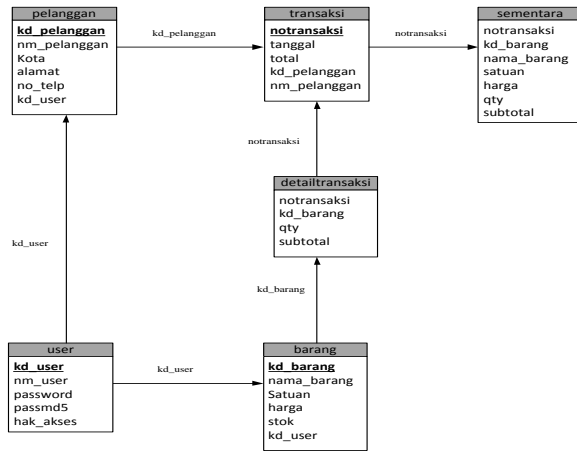 pelanggan
kd_pelanggan
nm_pelanggan
Kota
alamat
no_telp
kd_user
kd_pelanggan
transaksi
notransaksi
tanggal
total
kd_pelanggan
nm_pelanggan
notransaksi
sementara
notransaksi
kd_barang
nama_barang
satuan
harga
qty
subtotal
notransaksi
detailtransaksi
notransaksi
kd_barang
qty
subtotal
kd_user
kd_barang
user
kd_user
nm_user
password
passmd5
hak_akses
kd_user
barang
kd_barang
nama_barang
Satuan
harga
stok
kd_user